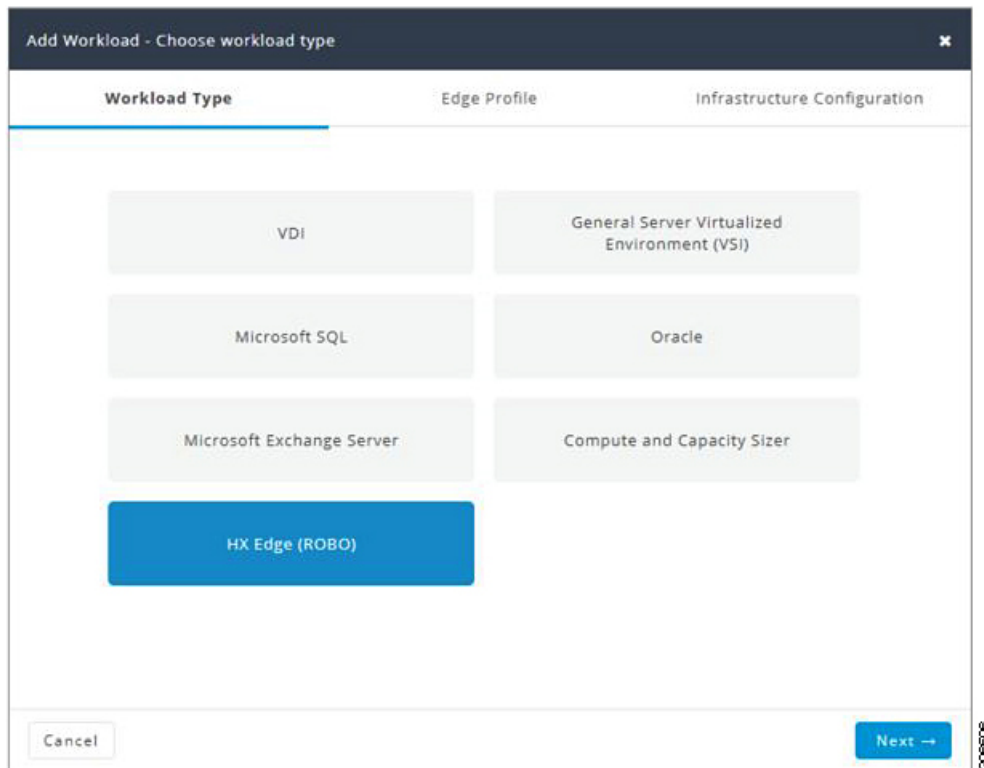 Add Workload - Choose workload type ✖
Workload Type Edge Profile Infrastructure Configuration
VDI
General Server Virtualized
Environment (VSI)
Microsoft SQL
Oracle
Microsoft Exchange Server
Compute and Capacity Sizer
HX Edge (ROBO)
Cancel
Next →